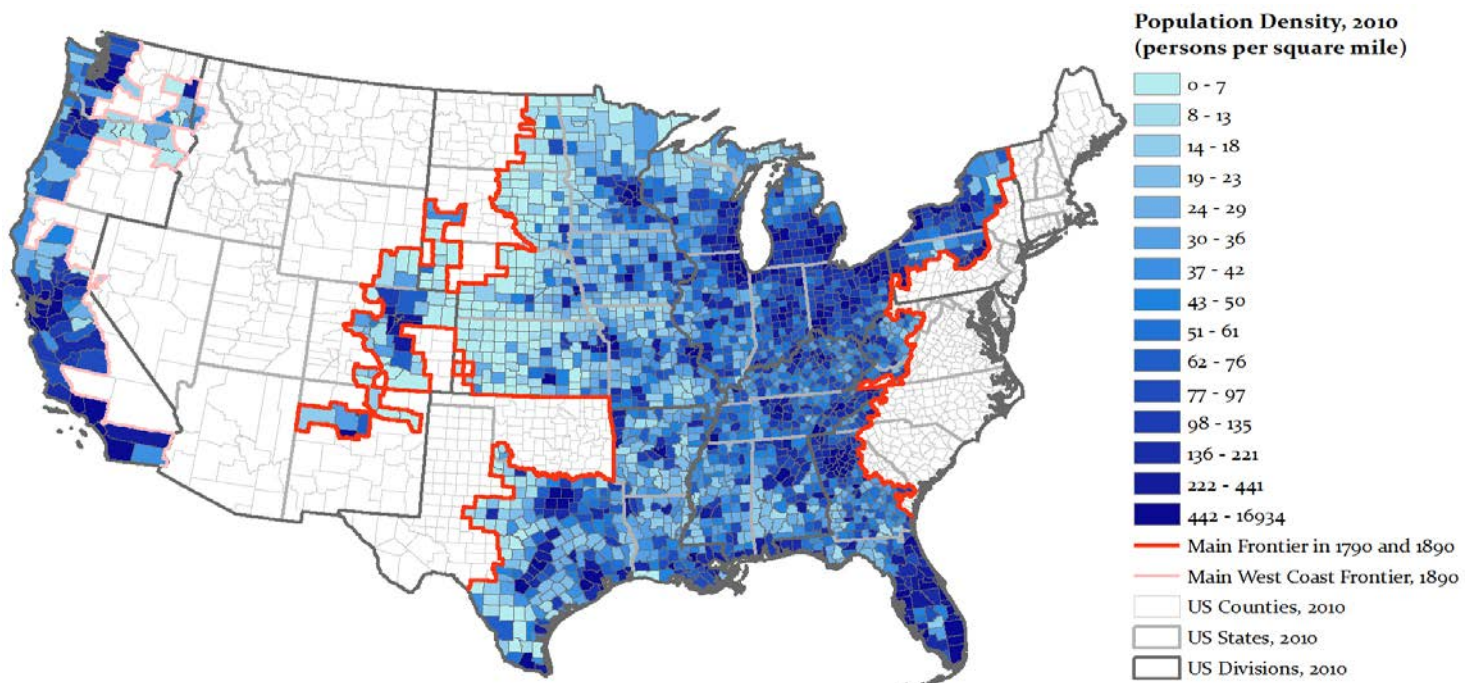 Population Density, 2010
(persons per square mile)
0 - 7
8 - 13
14 - 18
19 - 23
24 - 29
30 - 36
37 - 42
43 - 50
51 - 61
62 - 76
77 - 97
98 - 135
136 - 221
222 - 441
442 - 16934
Main Frontier in 1790 and 1890
Main West Coast Frontier, 1890
US Counties, 2010
US States, 2010
US Divisions, 2010